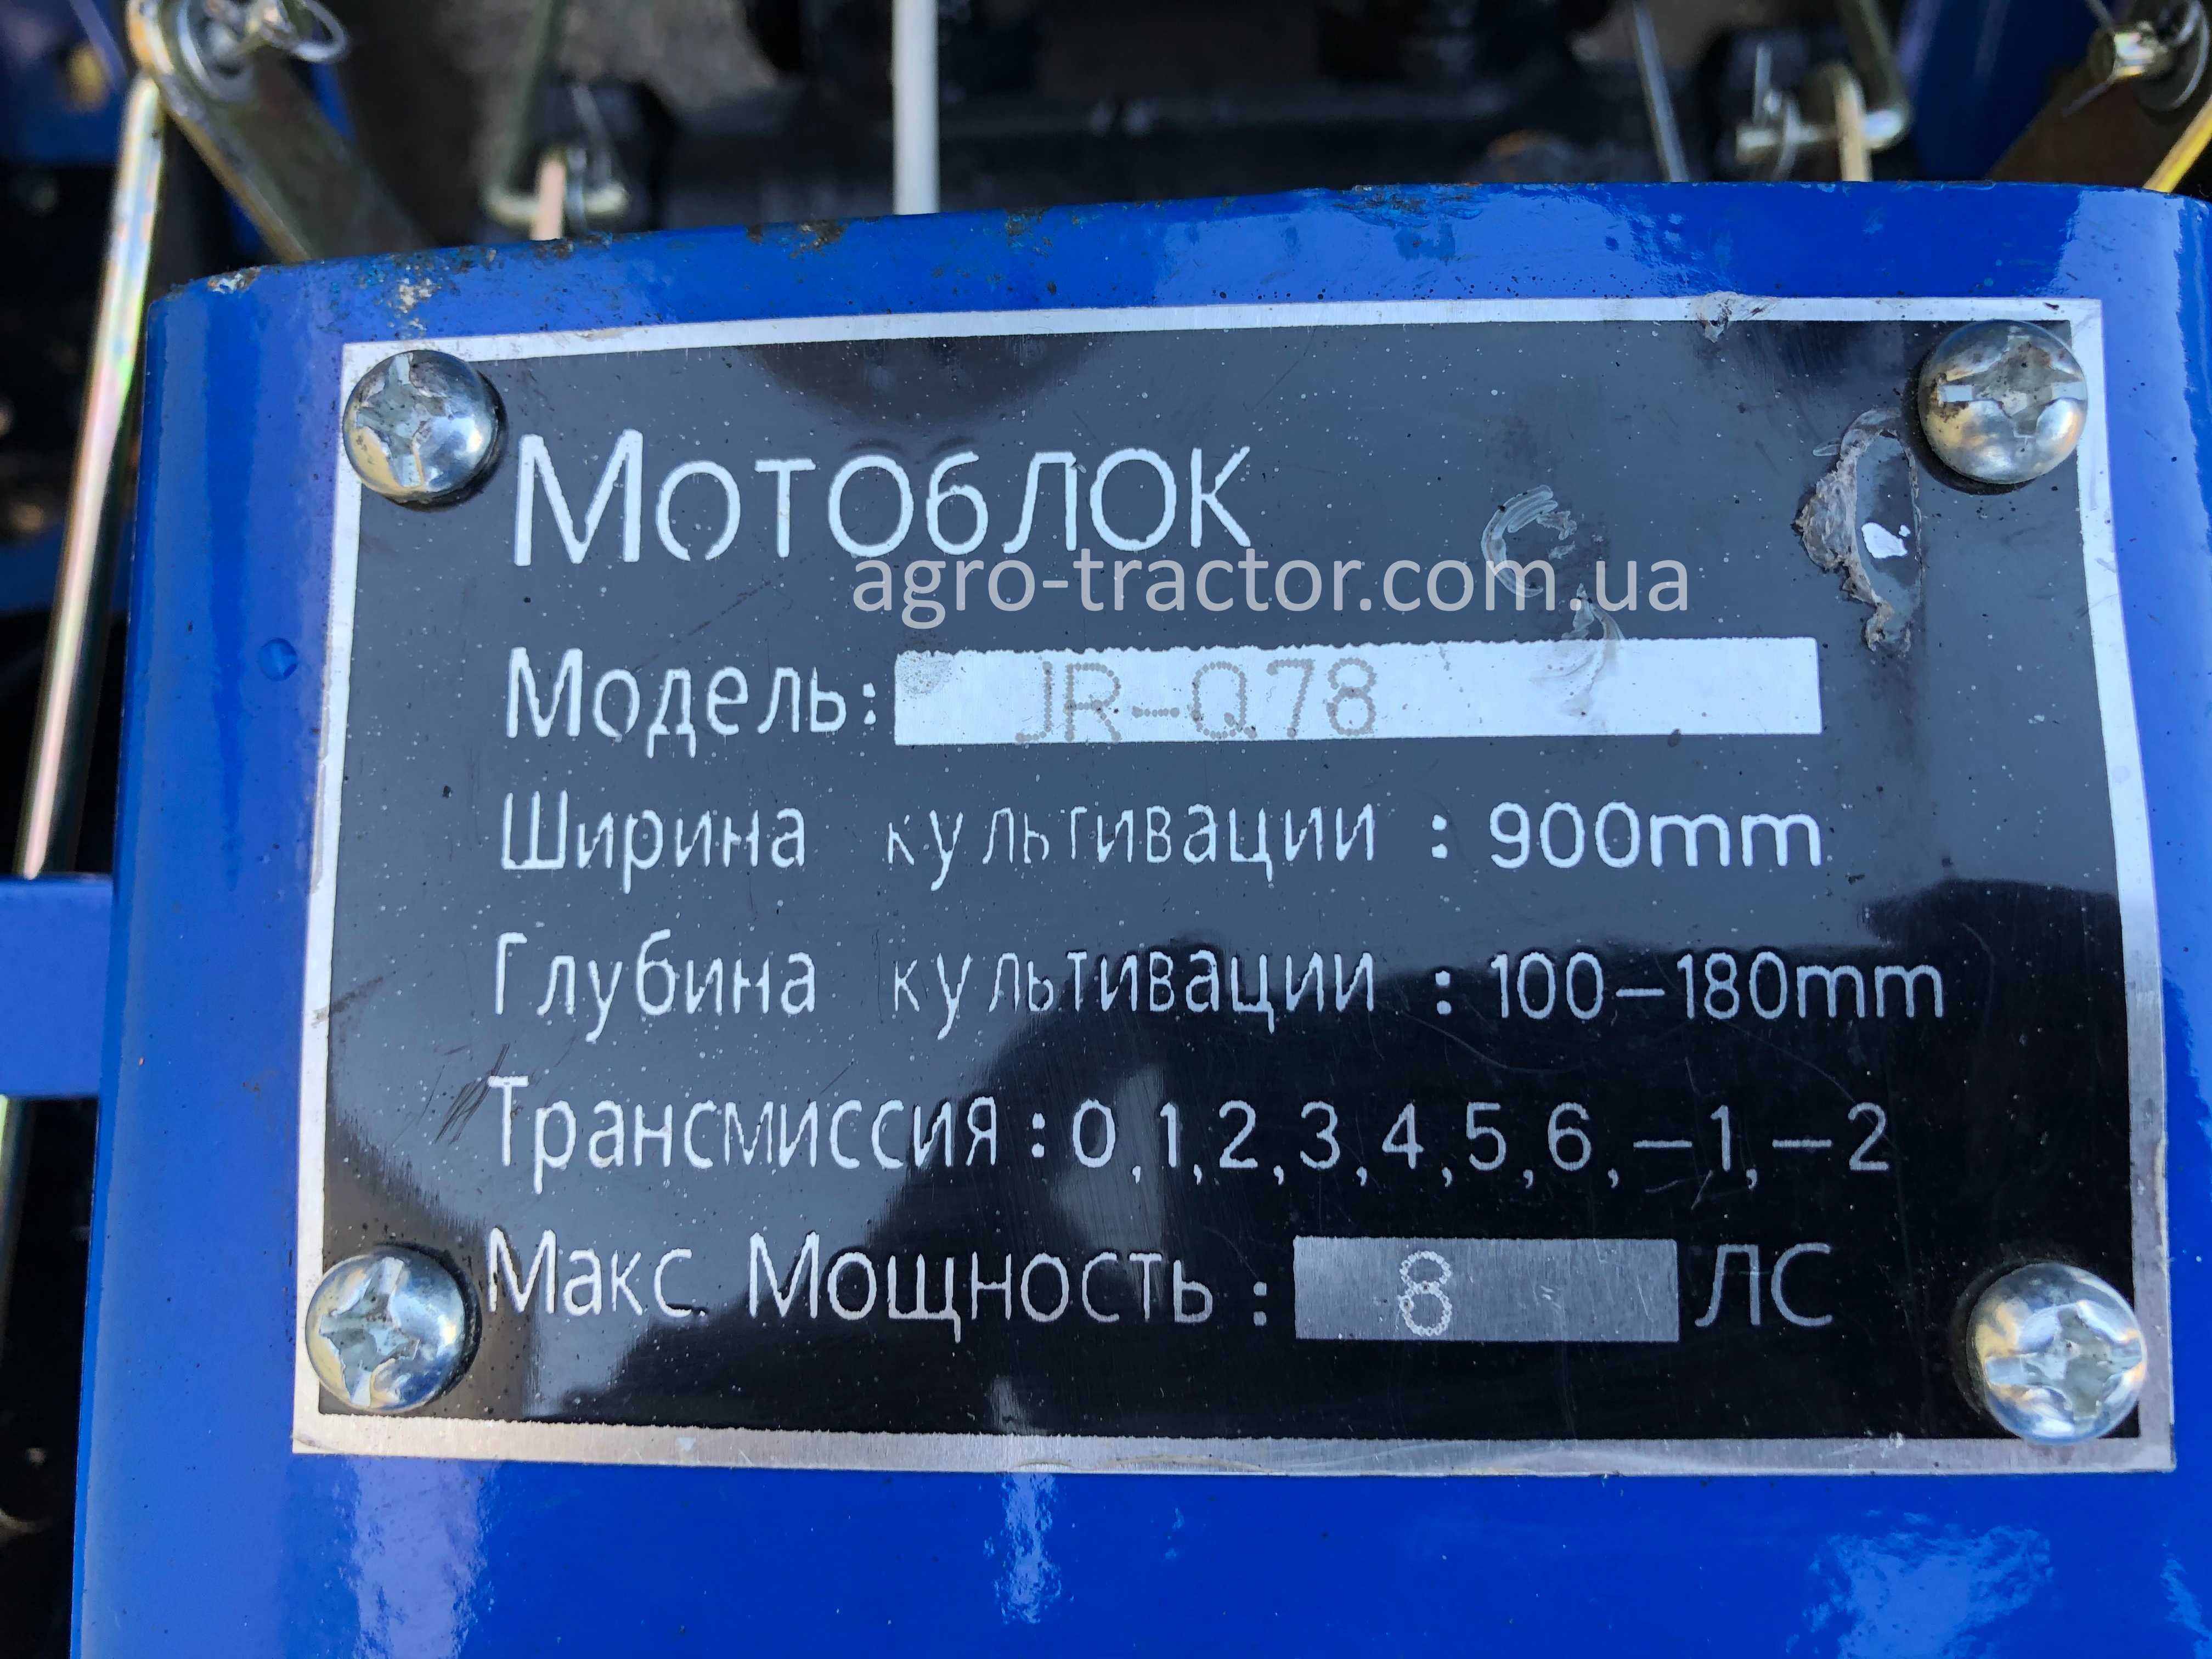 Мотоблок
agro-tractor.com.ua
Модель: JR-Q78
Ширина культивации : 900mm
Глубина культивации : 100-180mm
Трансмиссия : 0,1,2,3,4,5,6,-1,-2
Макс. Мощность : 8 ЛС